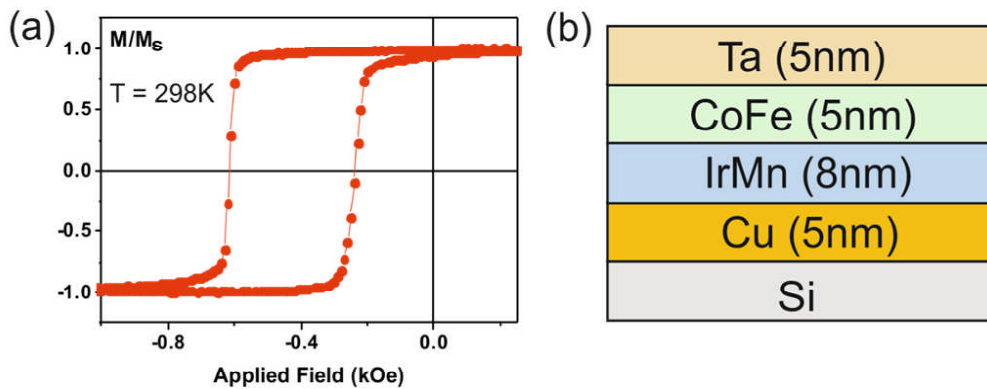 (a)
M/Ms
T = 298K
1.0
0.5
0.0
-0.5
-1.0
-0.8
-0.4
0.0
Applied Field (kOe)
(b)
Ta (5nm)
CoFe (5nm)
IrMn (8nm)
Cu (5nm)
Si